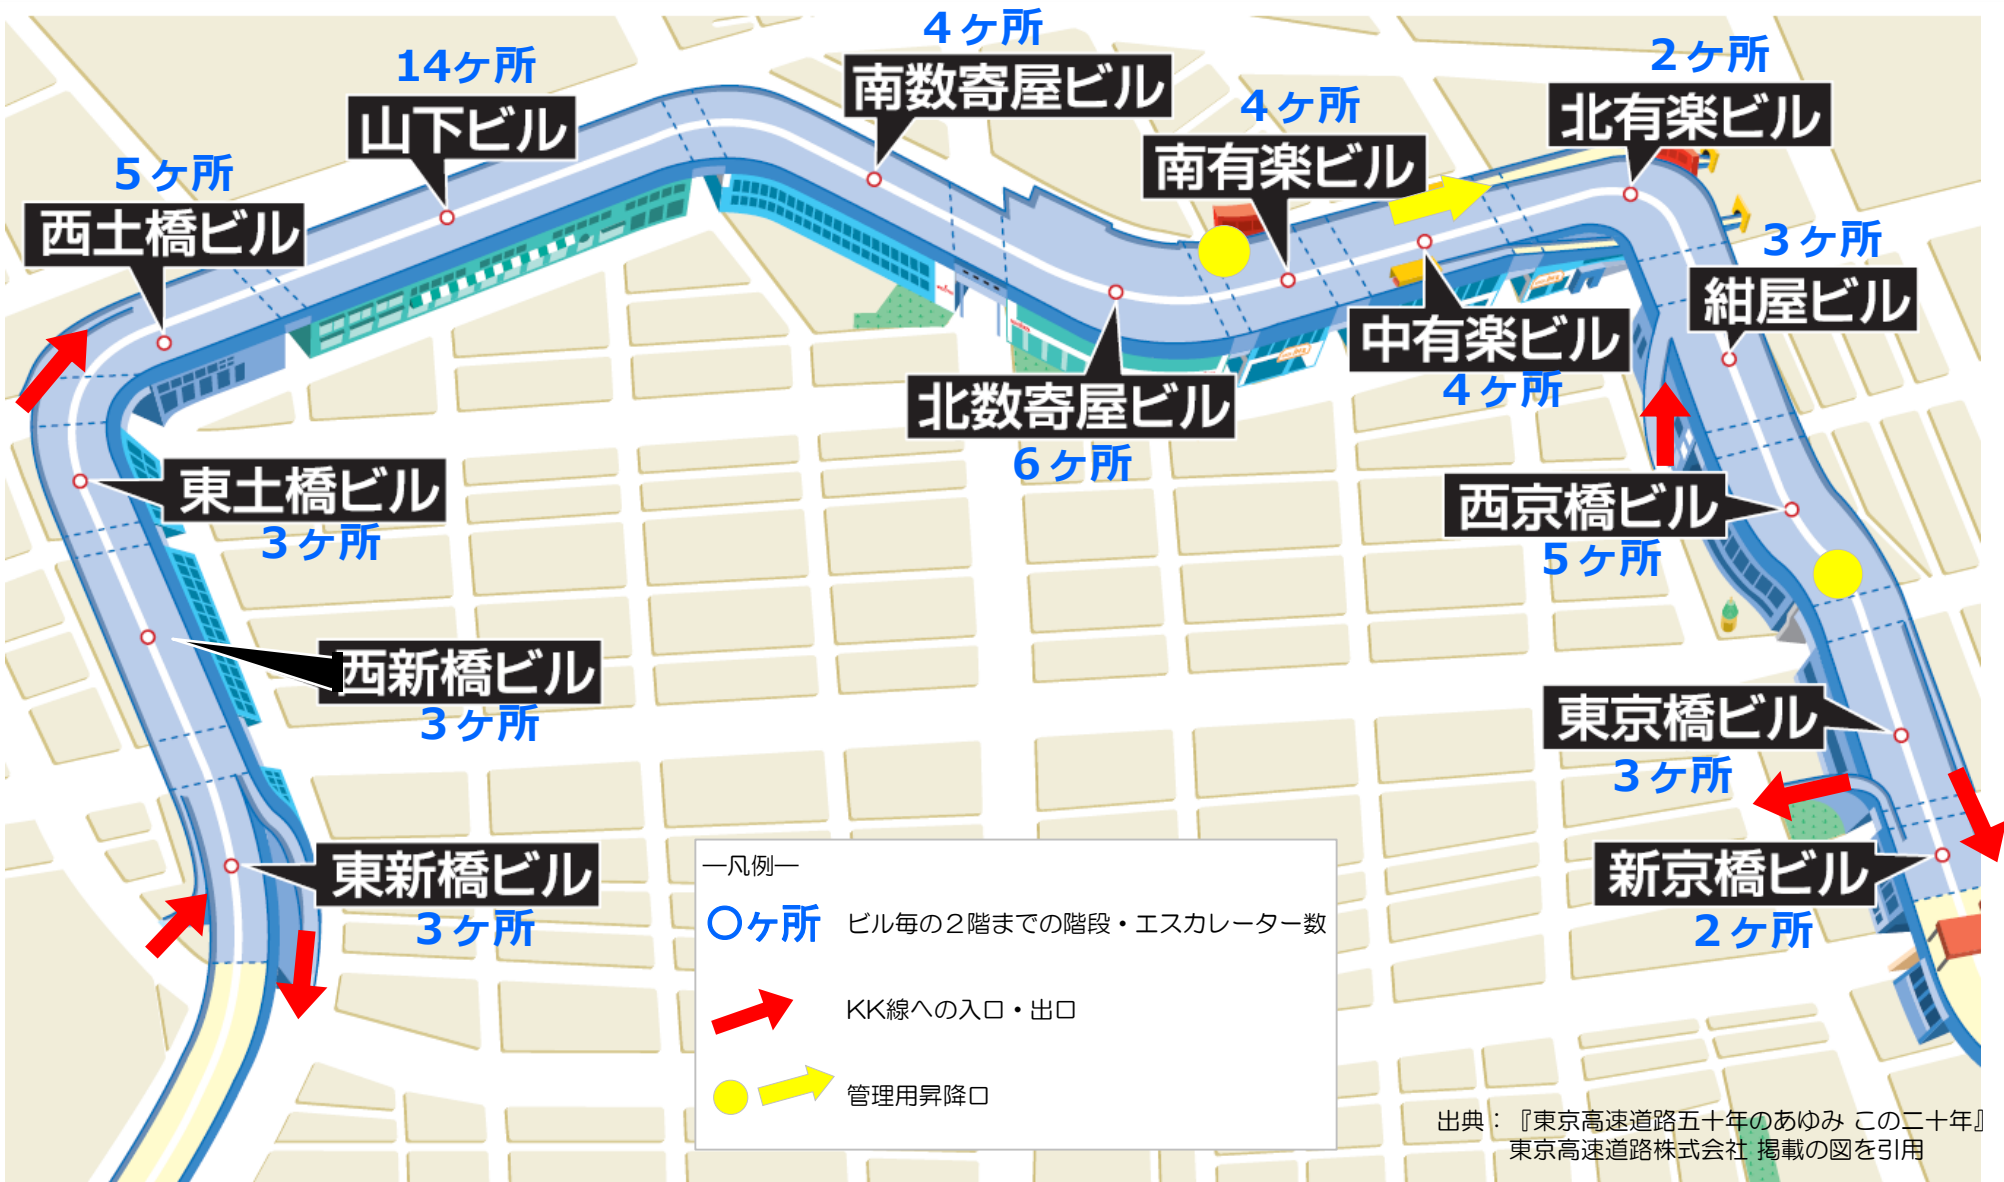 4ヶ所
南数寄屋ビル
14ヶ所
山下ビル
2ヶ所
北有楽ビル
4ヶ所
南有楽ビル
5ヶ所
西土橋ビル
3ヶ所
紺屋ビル
中有楽ビル
4ヶ所
北数寄屋ビル
6ヶ所
東土橋ビル
3ヶ所
西京橋ビル
5ヶ所
西新橋ビル
3ヶ所
東京橋ビル
3ヶ所
東新橋ビル
3ヶ所
新京橋ビル
2ヶ所
―凡例―
〇ヶ所 ビル毎の2階までの階段・エスカレーター数
KK線への入口・出口
管理用昇降口
出典：『東京高速道路五十年のあゆみ この二十年』
東京高速道路株式会社 掲載の図を引用